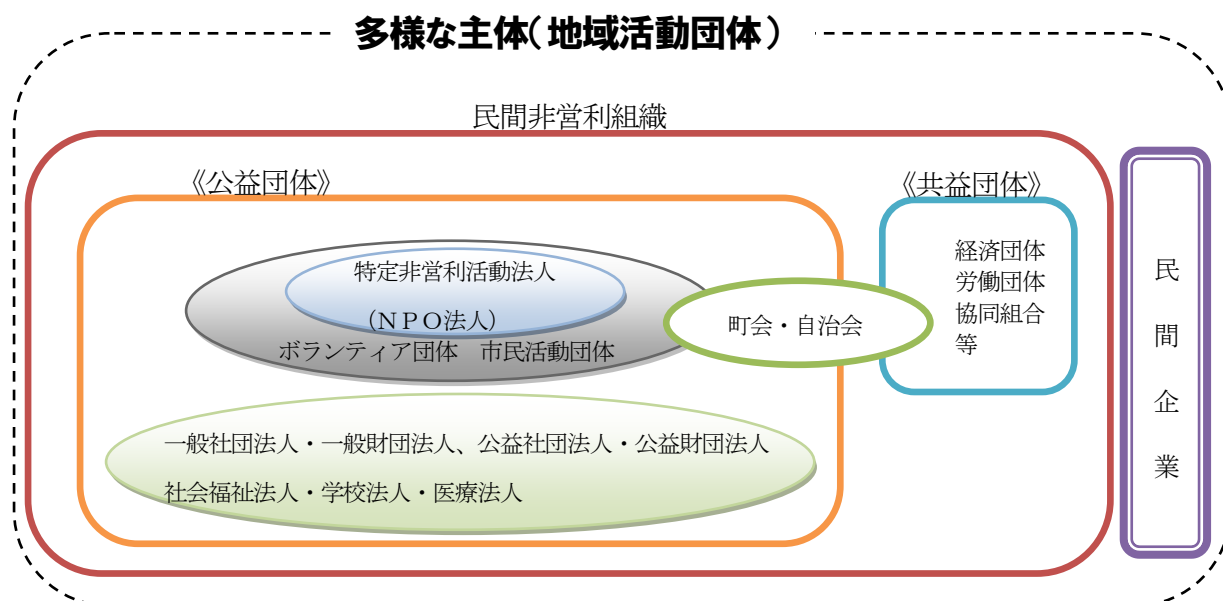 多様な主体(地域活動団体)
民間非営利組織
《公益団体》
《共益団体》
特定非営利活動法人
(NPO法人)
ボランティア団体　市民活動団体
町会・自治会
経済団体
労働団体
協同組合
等
一般社団法人・一般財団法人、公益社団法人・公益財団法人
社会福祉法人・学校法人・医療法人
民間企業